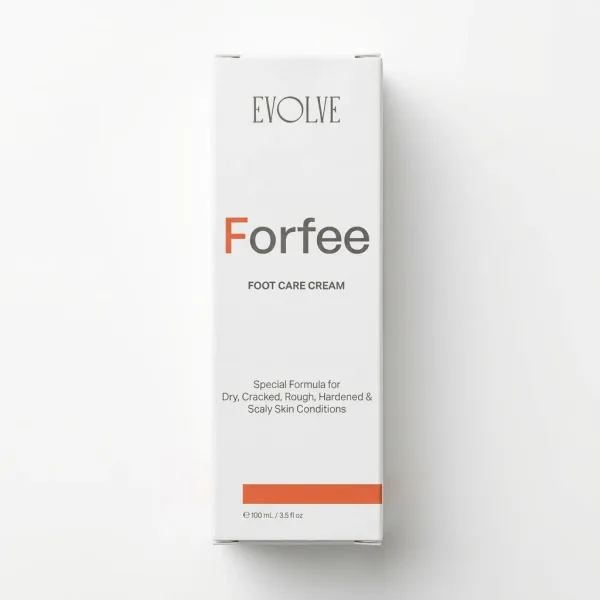 EVOLVE
Forfee
FOOT CARE CREAM
Special Formula for
Dry, Cracked, Rough, Hardened &
Scaly Skin Conditions
℮ 100 mL / 3.5 fl oz